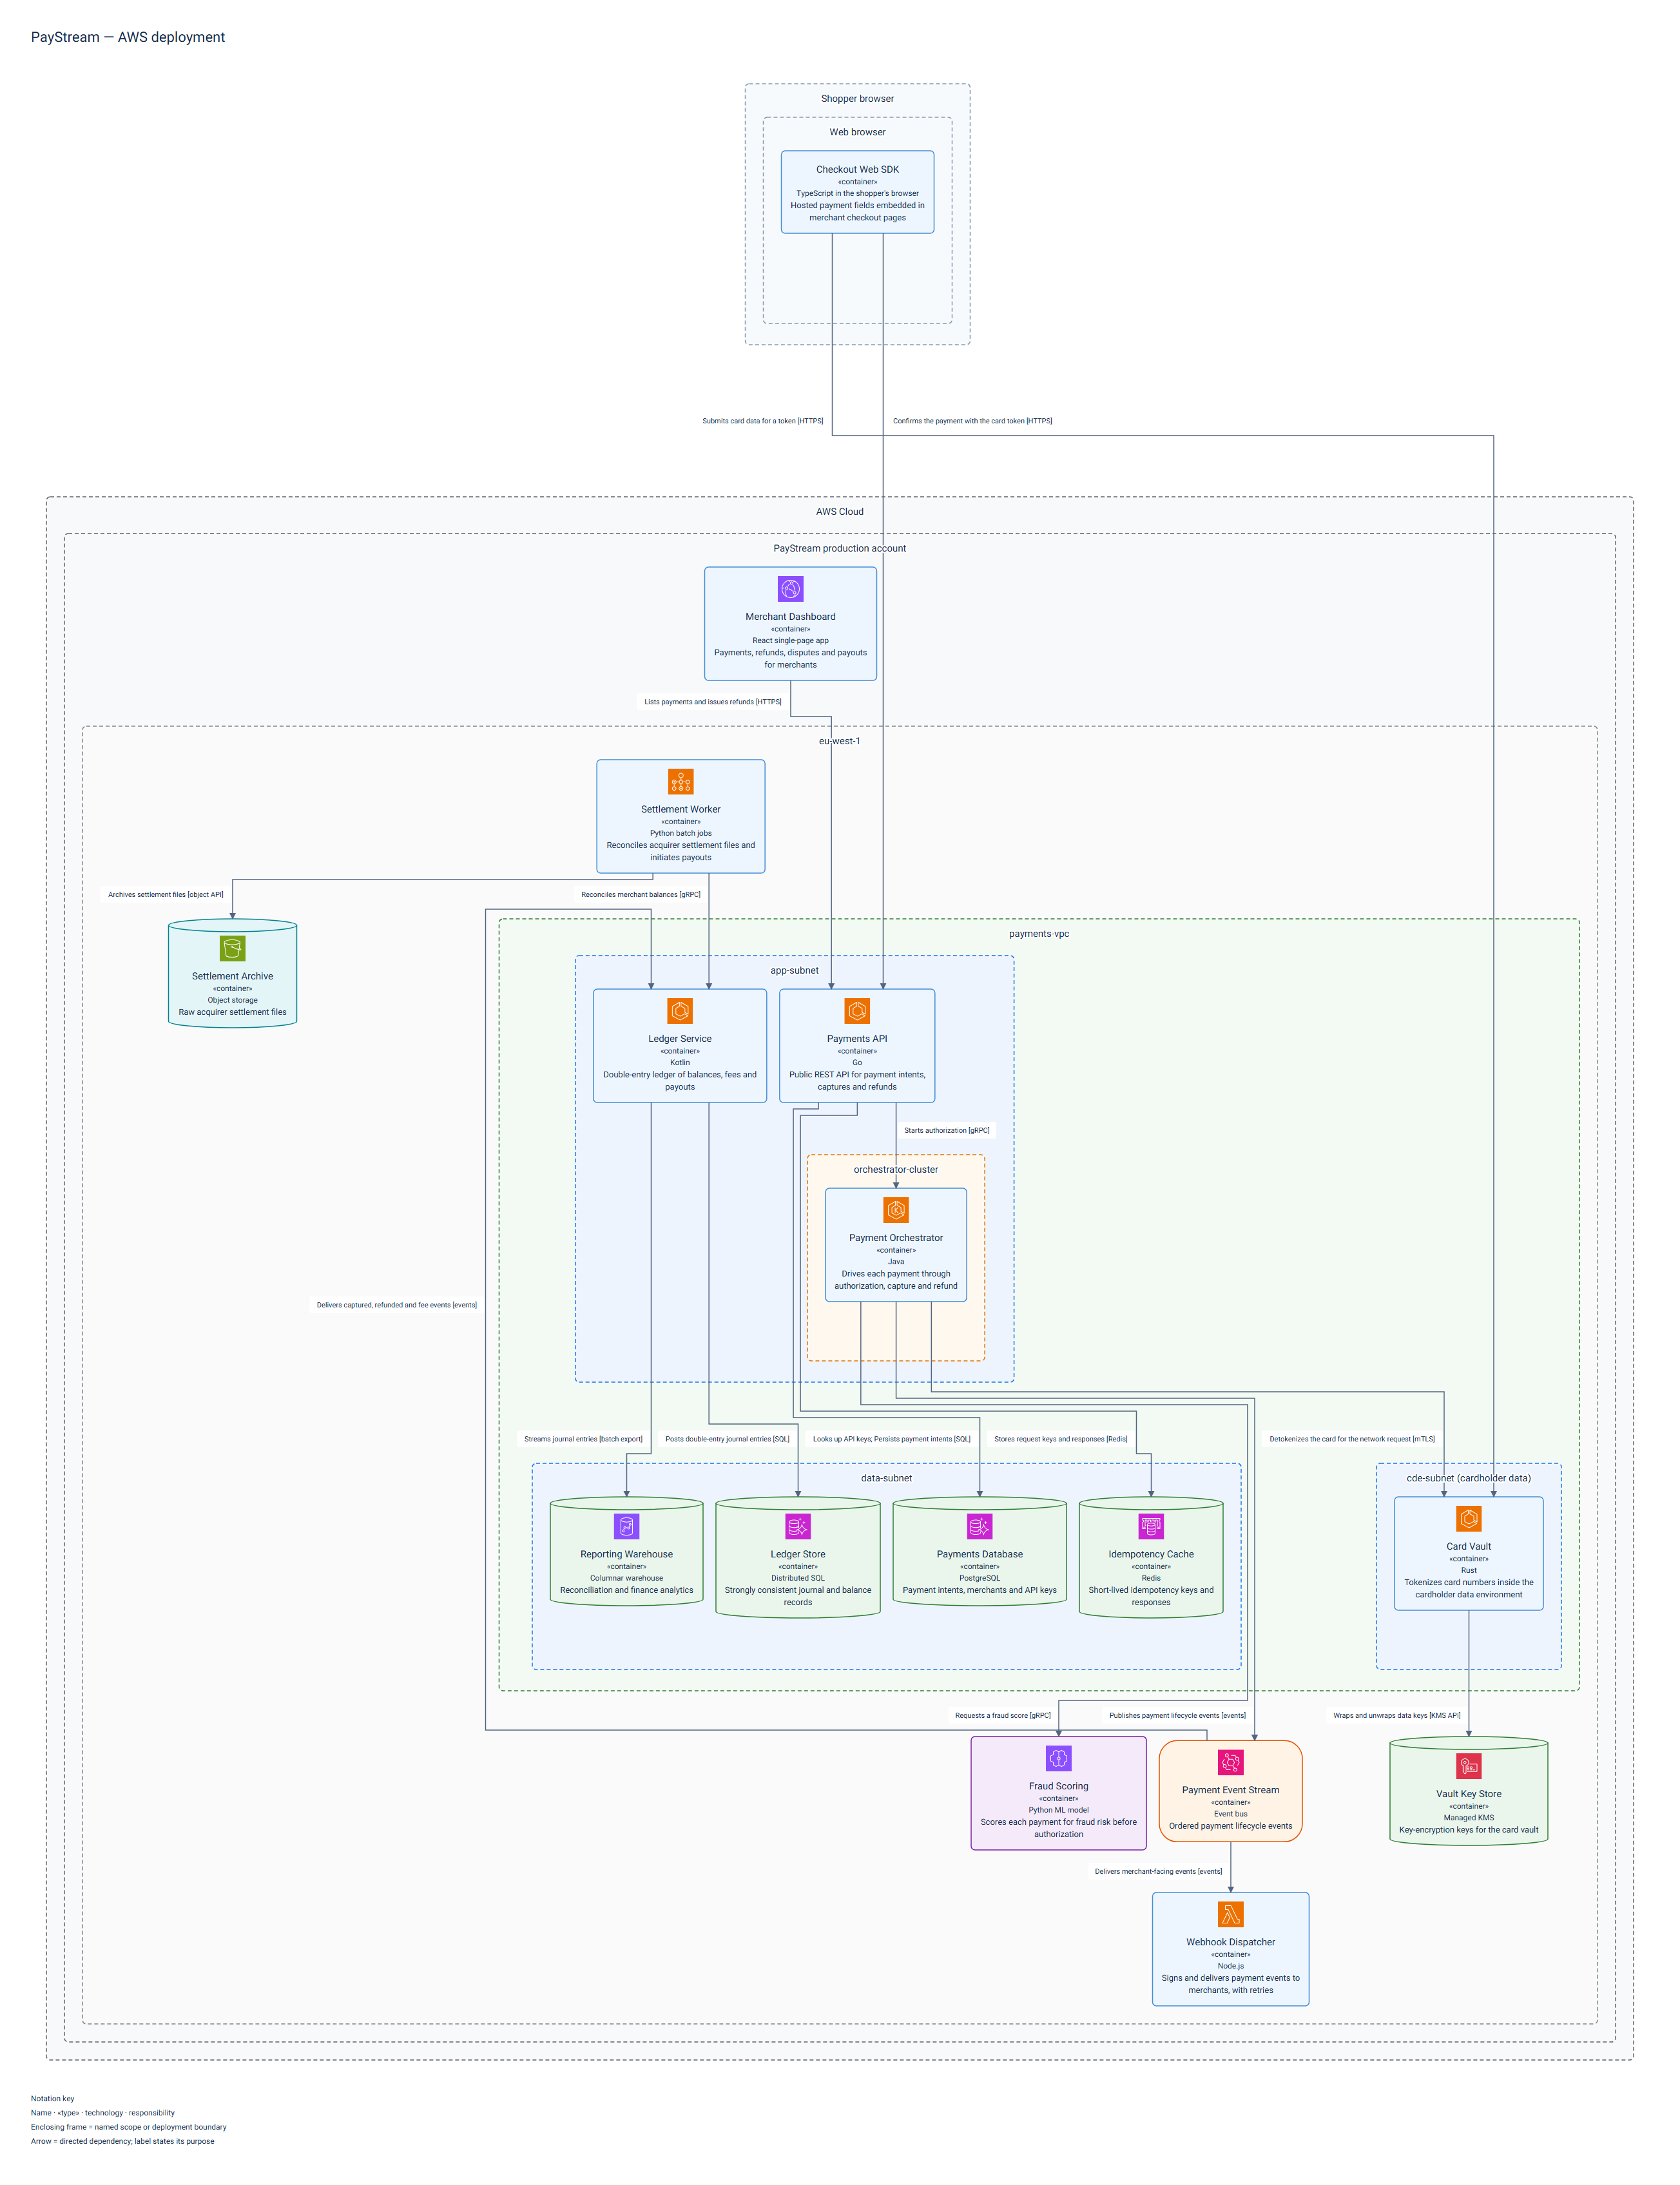 PayStream — AWS deployment
Shopper browser
Web browser
Checkout Web SDK
«container»
TypeScript in the shopper's browser
Hosted payment fields embedded in
merchant checkout pages
Submits card data for a token [HTTPS]
Confirms the payment with the card token [HTTPS]
AWS Cloud
PayStream production account
Merchant Dashboard
«container»
React single-page app
Payments, refunds, disputes and payouts
for merchants
Lists payments and issues refunds [HTTPS]
eu-west-1
Settlement Worker
«container»
Python batch jobs
Reconciles acquirer settlement files and
initiates payouts
Archives settlement files [object API]
Reconciles merchant balances [gRPC]
Settlement Archive
«container»
Object storage
Raw acquirer settlement files
payments-vpc
app-subnet
Ledger Service
«container»
Kotlin
Double-entry ledger of balances, fees and
payouts
Payments API
«container»
Go
Public REST API for payment intents,
captures and refunds
Starts authorization [gRPC]
orchestrator-cluster
Payment Orchestrator
«container»
Java
Drives each payment through
authorization, capture and refund
Delivers captured, refunded and fee events [events]
Streams journal entries [batch export]
Posts double-entry journal entries [SQL]
Looks up API keys; Persists payment intents [SQL]
Stores request keys and responses [Redis]
Detokenizes the card for the network request [mTLS]
data-subnet
Reporting Warehouse
«container»
Columnar warehouse
Reconciliation and finance analytics
Ledger Store
«container»
Distributed SQL
Strongly consistent journal and balance
records
Payments Database
«container»
PostgreSQL
Payment intents, merchants and API keys
Idempotency Cache
«container»
Redis
Short-lived idempotency keys and
responses
cde-subnet (cardholder data)
Card Vault
«container»
Rust
Tokenizes card numbers inside the
cardholder data environment
Requests a fraud score [gRPC]
Publishes payment lifecycle events [events]
Wraps and unwraps data keys [KMS API]
Fraud Scoring
«container»
Python ML model
Scores each payment for fraud risk before
authorization
Payment Event Stream
«container»
Event bus
Ordered payment lifecycle events
Vault Key Store
«container»
Managed KMS
Key-encryption keys for the card vault
Delivers merchant-facing events [events]
Webhook Dispatcher
«container»
Node.js
Signs and delivers payment events to
merchants, with retries
Notation key
Name · «type» · technology · responsibility
Enclosing frame = named scope or deployment boundary
Arrow = directed dependency; label states its purpose